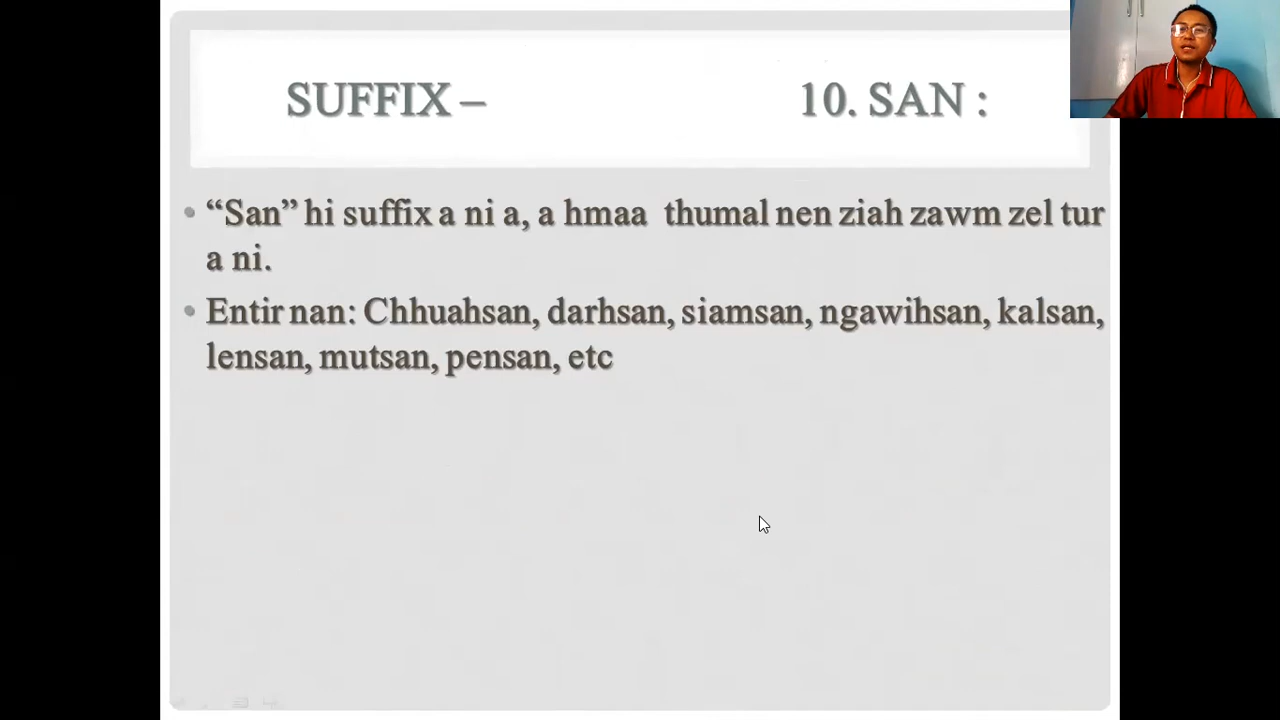 SUFFIX – 10. SAN :
“San” hi suffix a ni a, a hmaa thumal nen ziah zawm zel tur
a ni.
Entir nan: Chhuahsan, darhsan, siamsan, ngawihsan, kalsan,
lensan, mutsan, pensan, etc